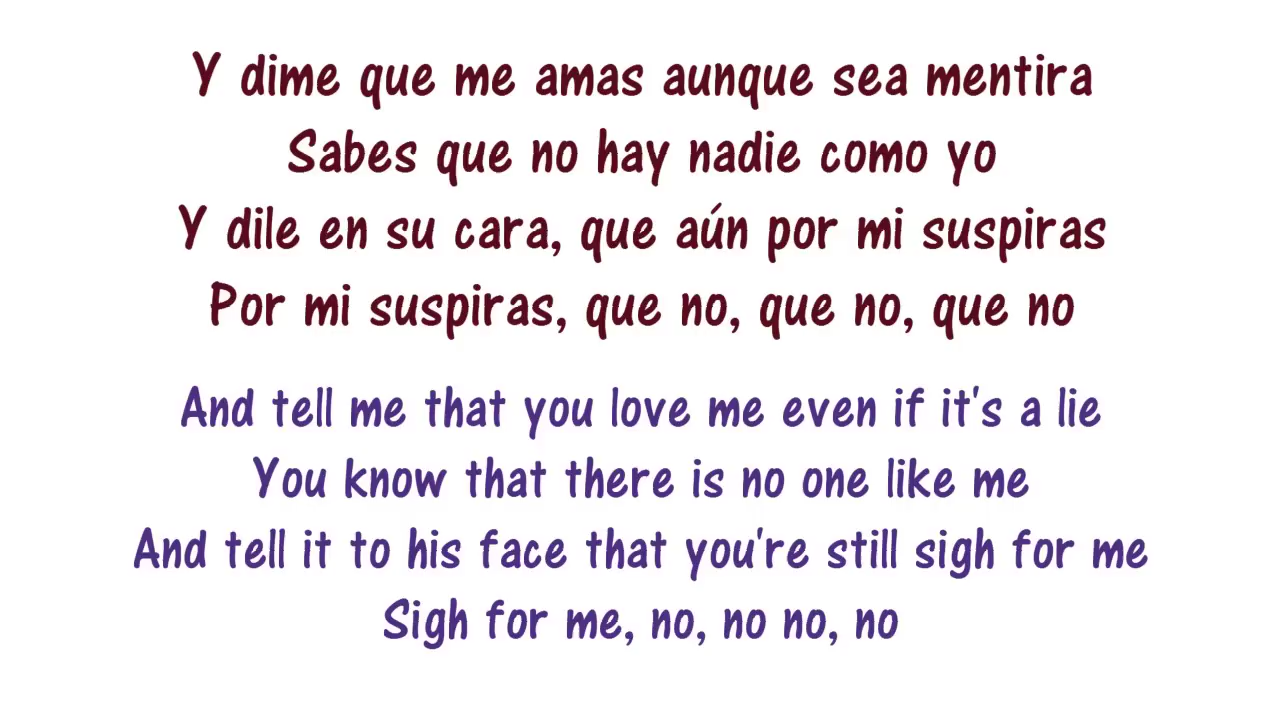 Y dime que me amas aunque sea mentira
Sabes que no hay nadie como yo
Y dile en su cara, que aún por mi suspiras
Por mi suspiras, que no, que no, que no
And tell me that you love me even if it's a lie
You know that there is no one like me
And tell it to his face that you're still sigh for me
Sigh for me, no, no no, no